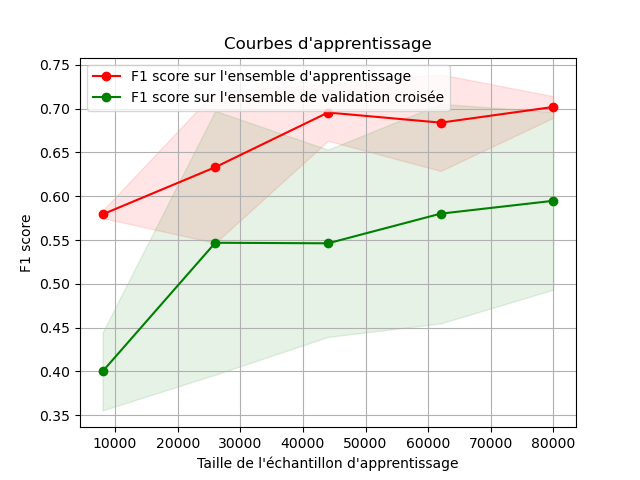 Courbes d'apprentissage
F1 score sur l'ensemble d'apprentissage
F1 score sur l'ensemble de validation croisée
F1 score
0.75
0.70
0.65
0.60
0.55
0.50
0.45
0.40
0.35
10000 20000 30000 40000 50000 60000 70000 80000
Taille de l'échantillon d'apprentissage